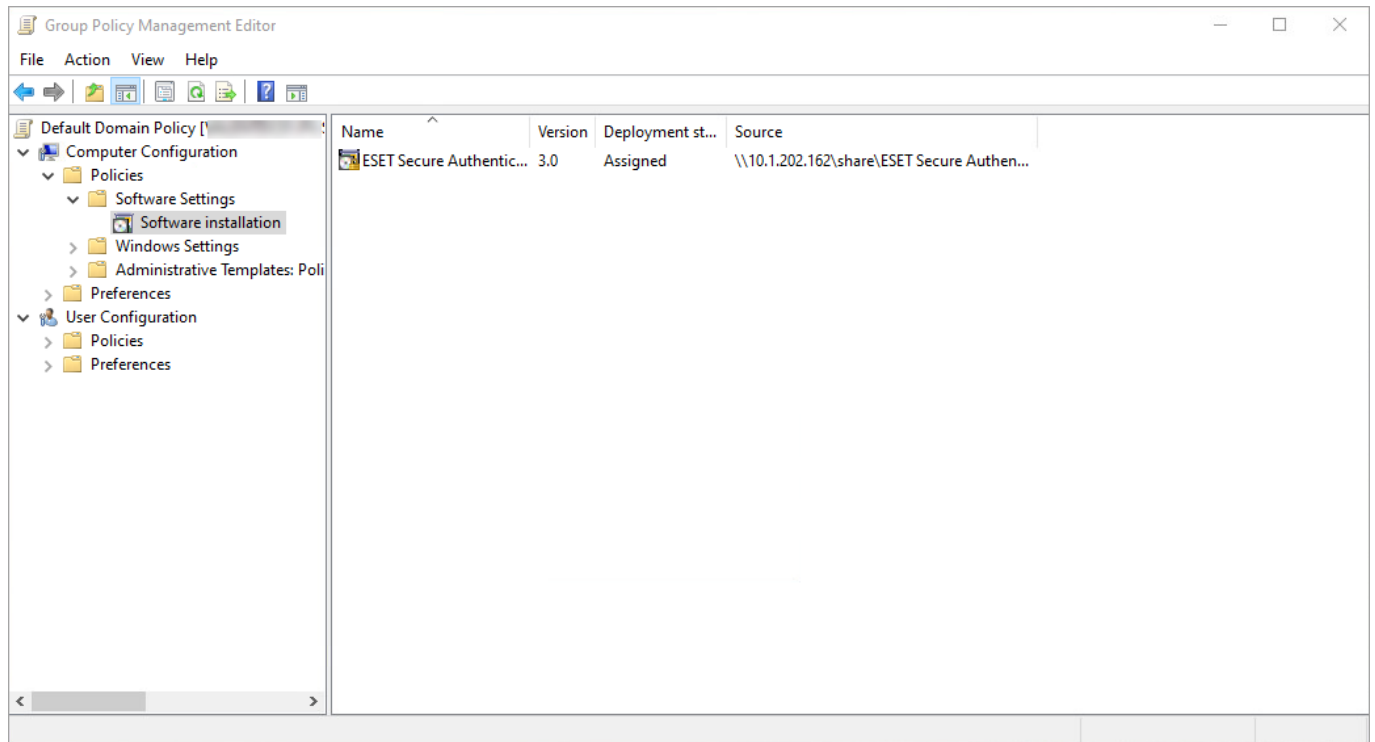 Group Policy Management Editor
File Action View Help
Default Domain Policy [
Computer Configuration
Policies
Software Settings
Software installation
Windows Settings
Administrative Templates: Poli
Preferences
User Configuration
Policies
Preferences
Name Version Deployment st... Source
ESET Secure Authentic... 3.0 Assigned \\10.1.202.162\share\ESET Secure Authen...